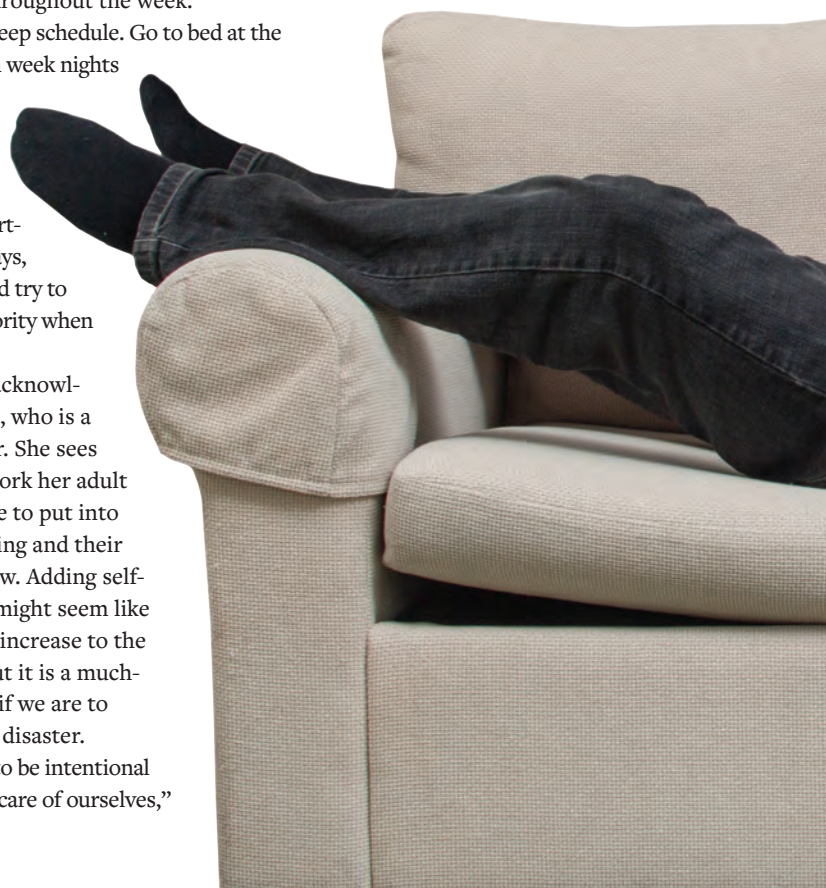 roughout the week.
eep schedule. Go to bed at the
week nights
rt-
ys,
d try to
ority when
cknowl-
, who is a
r. She sees
ork her adult
e to put into
ing and their
w. Adding self-
might seem like
increase to the
t it is a much-
if we are to
disaster.
to be intentional
care of ourselves,”